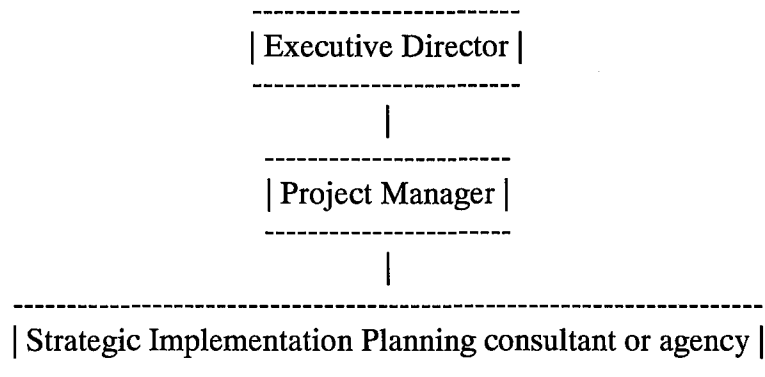 -----------------------
| Executive Director |
-----------------------
|
---------------------
| Project Manager |
---------------------
|
----------------------------------------------------------------
| Strategic Implementation Planning consultant or agency |